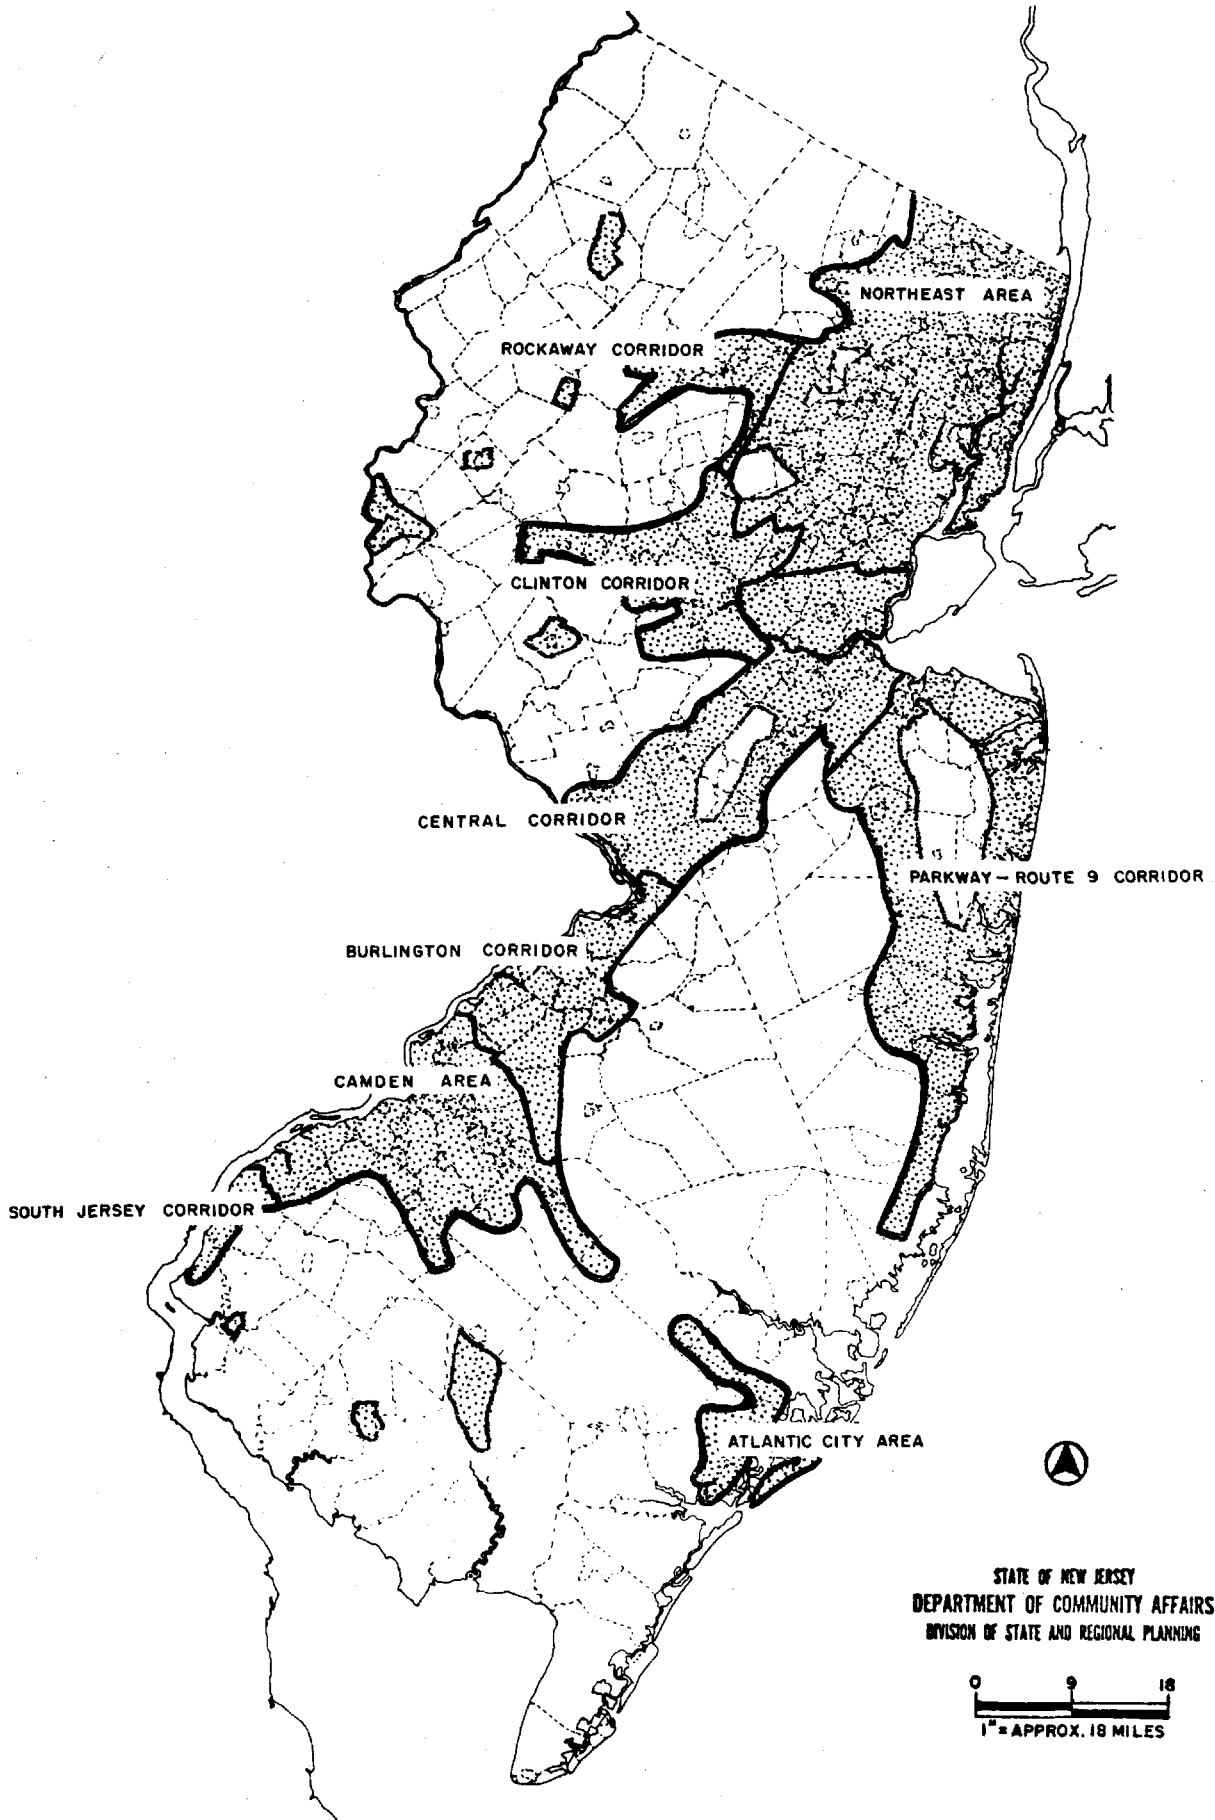 NORTHEAST AREA
ROCKAWAY CORRIDOR
CLINTON CORRIDOR
CENTRAL CORRIDOR
PARKWAY-ROUTE 9 CORRIDOR
BURLINGTON CORRIDOR
CAMDEN AREA
SOUTH JERSEY CORRIDOR
ATLANTIC CITY AREA
STATE OF NEW JERSEY
DEPARTMENT OF COMMUNITY AFFAIRS
DIVISION OF STATE AND REGIONAL PLANNING
0 9 18
1"= APPROX. 18 MILES